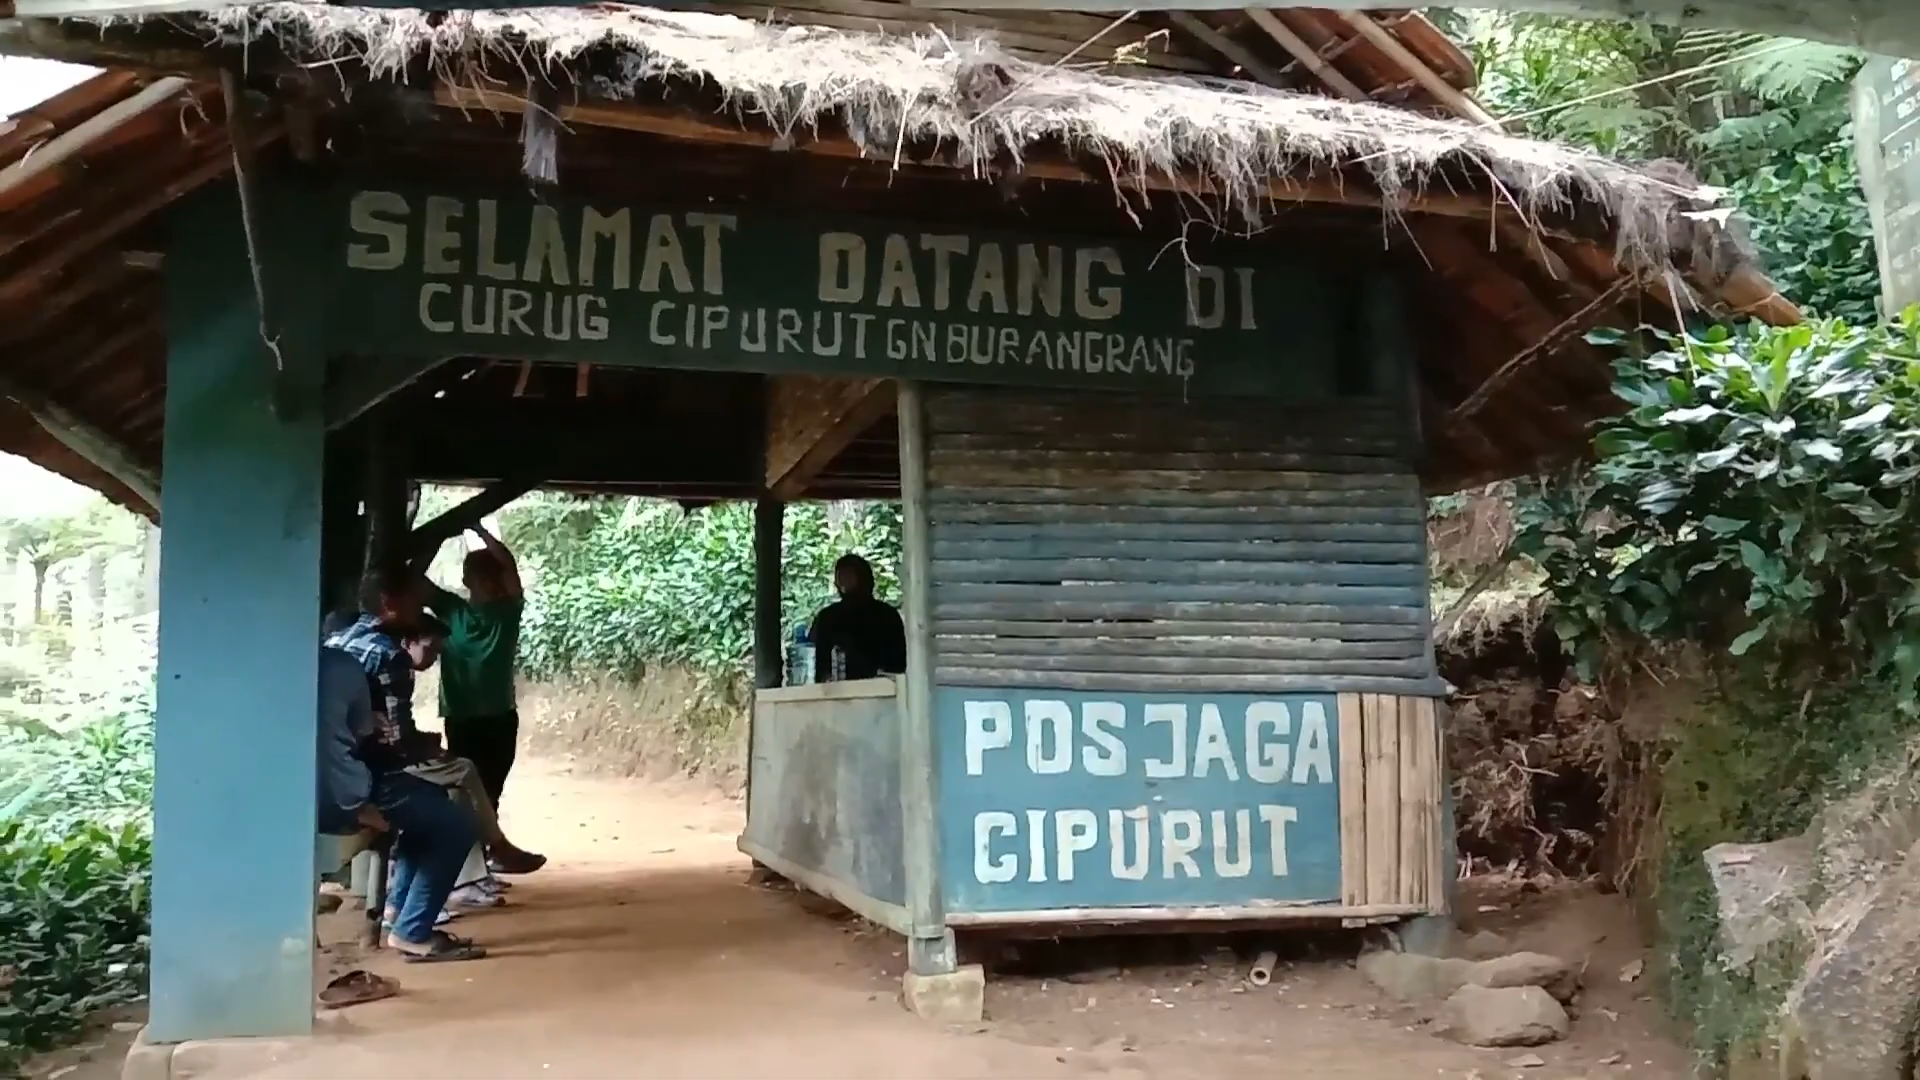 SELAMAT DATANG DI
CURUG CIPURUT GN BURANGRANG
POS JAGA
CIPURUT